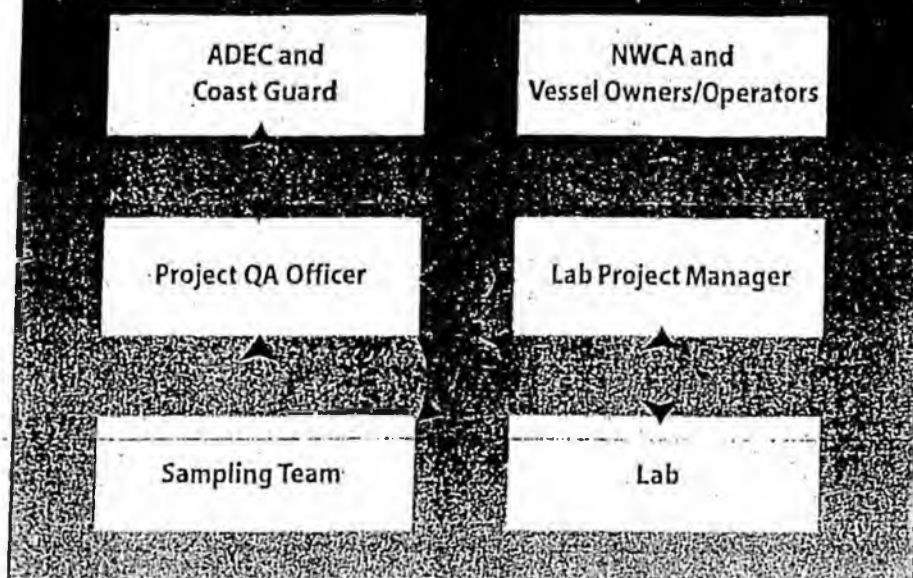 ADEC and
Coast Guard
NWCA and
Vessel Owners/Operators
Project QA Officer
Lab Project Manager
Sampling Team
Lab